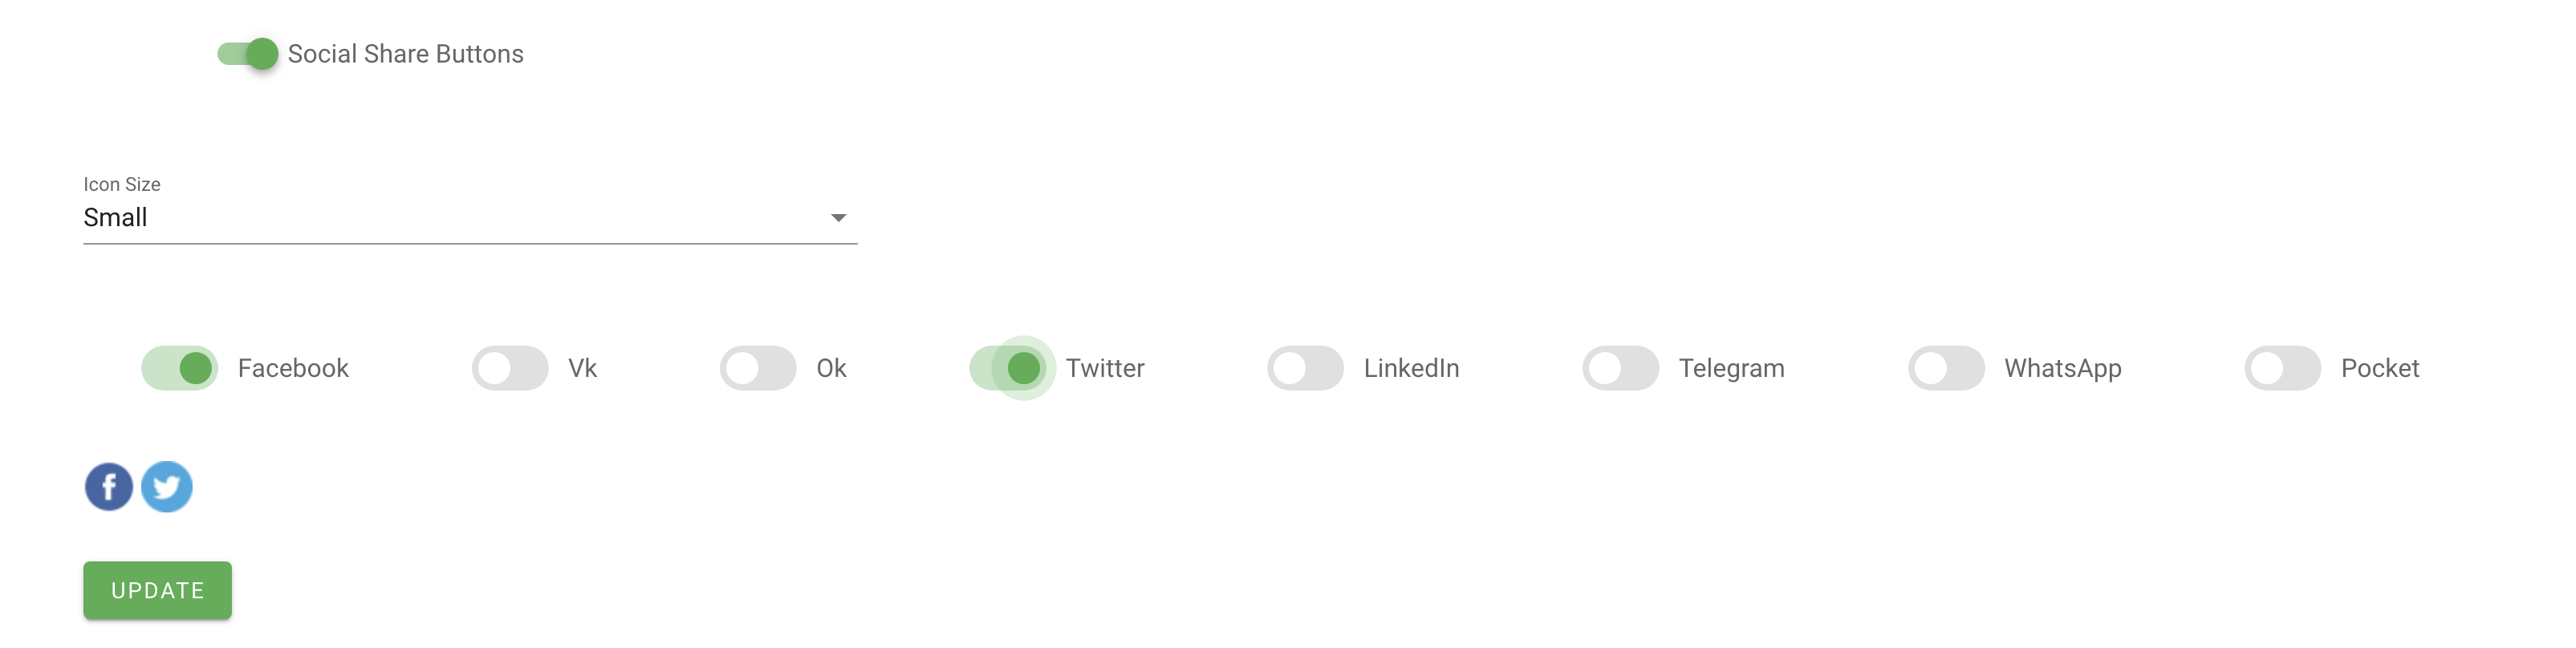 Social Share Buttons
Icon Size
Small
Facebook Vk Ok Twitter LinkedIn Telegram WhatsApp Pocket
f
UPDATE